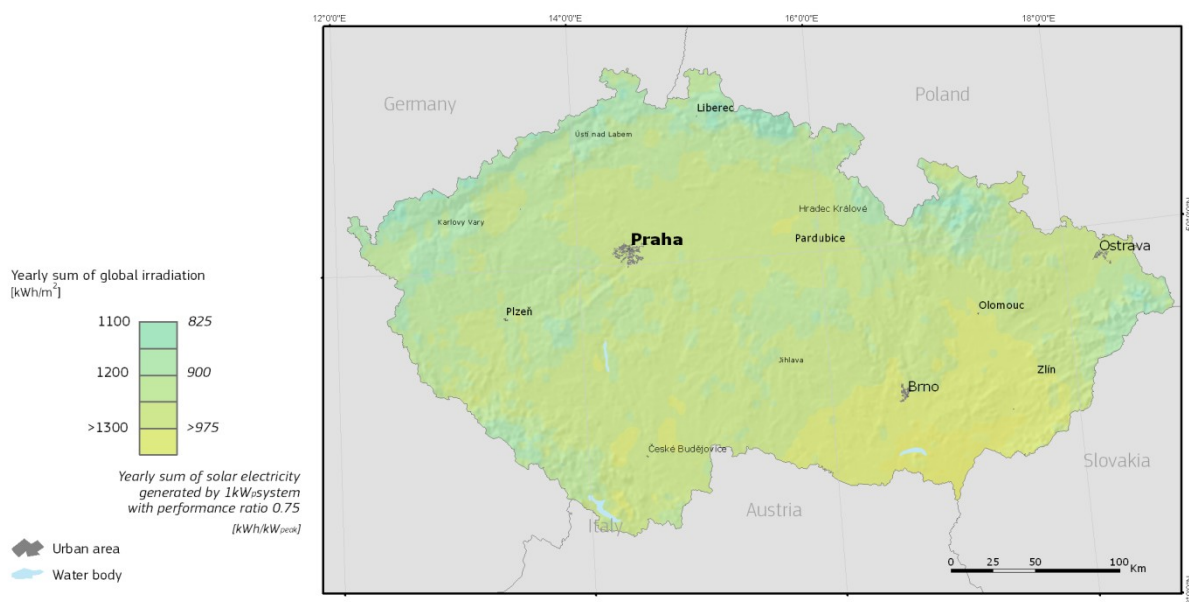 12°0'0"E
14°0'0"E
16°0'0"E
18°0'0"E
Germany
Poland
Liberec
Ústí nad Labem
Karlovy Vary
Hradec Králové
Praha
Pardubice
Ostrava
Plzeň
Olomouc
Jihlava
Zlín
Brno
České Budějovice
Slovakia
Austria
Italy
0 25 50 100 Km
Yearly sum of global irradiation
[kWh/m2]
1100 825
1200 900
>1300 >975
Yearly sum of solar electricity
generated by 1kWp system
with performance ratio 0.75
[kWh/kWpeak]
Urban area
Water body